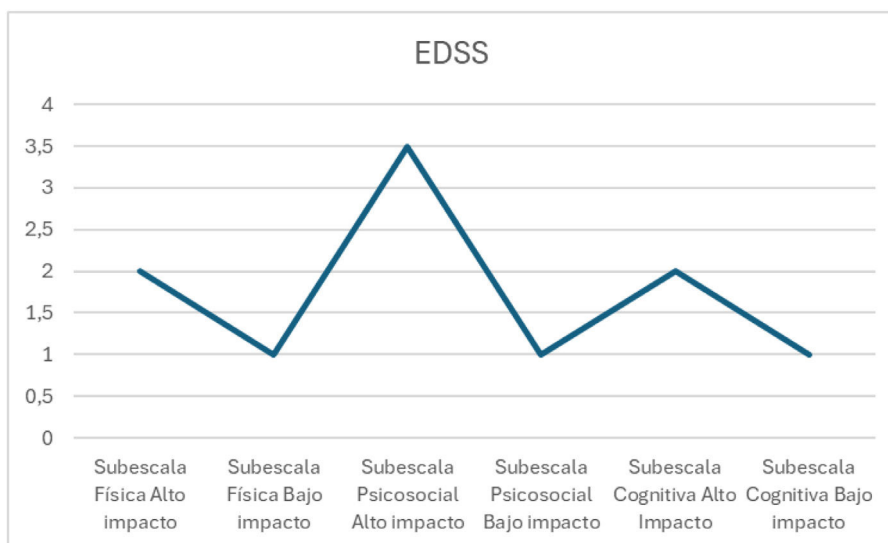 EDSS
4
3,5
3
2,5
2
1,5
1
0,5
0
Subescala
Física Alto
impacto
Subescala
Física Bajo
impacto
Subescala
Psicosocial
Alto impacto
Subescala
Psicosocial
Bajo impacto
Subescala
Cognitiva Alto
Impacto
Subescala
Cognitiva Bajo
impacto